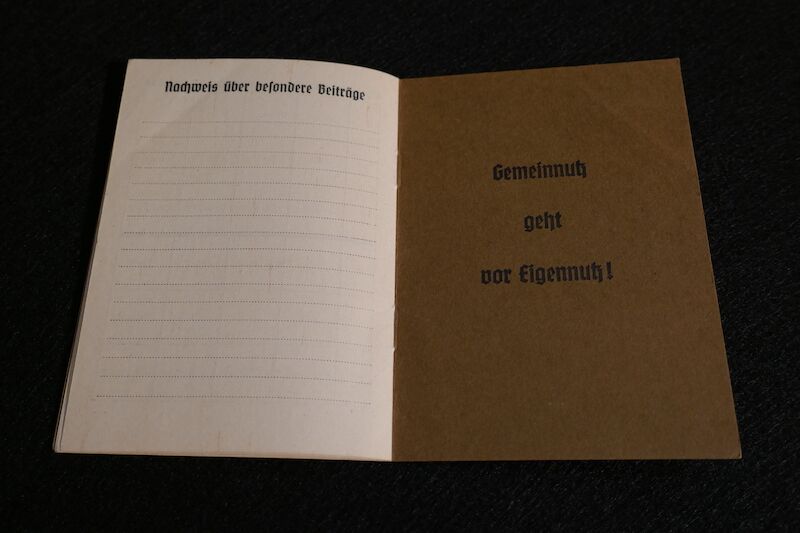 Nachweis über besondere Beiträge
Gemeinnutz
geht
vor Eigennutz!